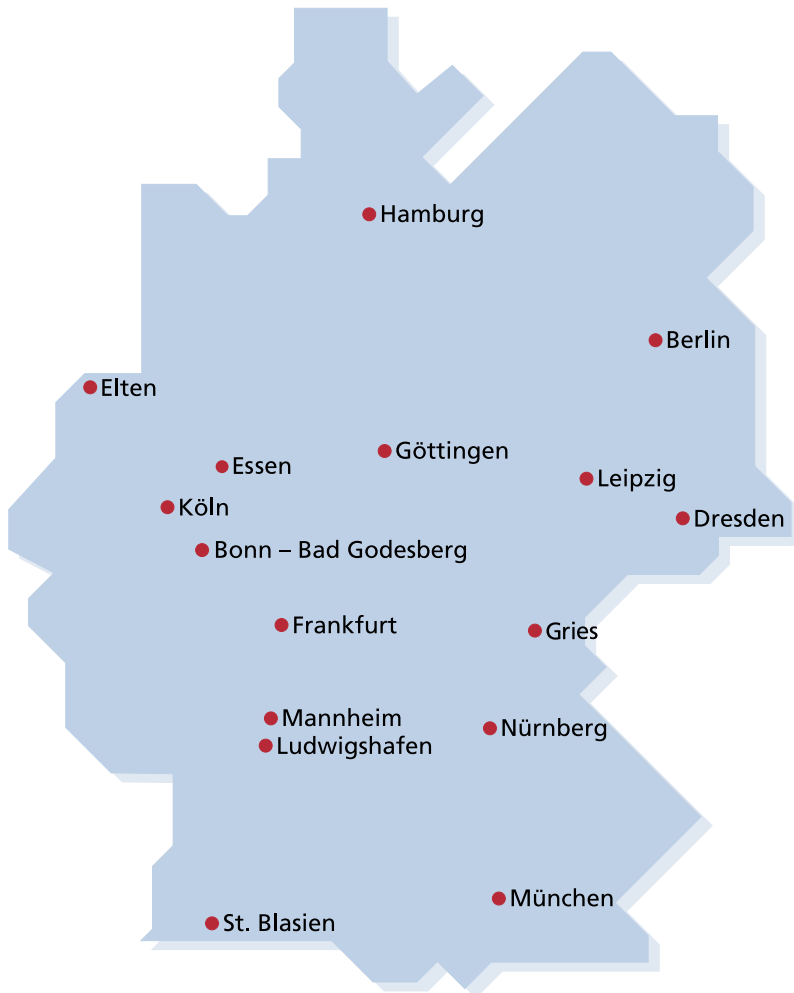 Hamburg
Berlin
Elten
Göttingen
Essen
Leipzig
Köln
Dresden
Bonn – Bad Godesberg
Frankfurt
Gries
Mannheim
Nürnberg
Ludwigshafen
München
St. Blasien